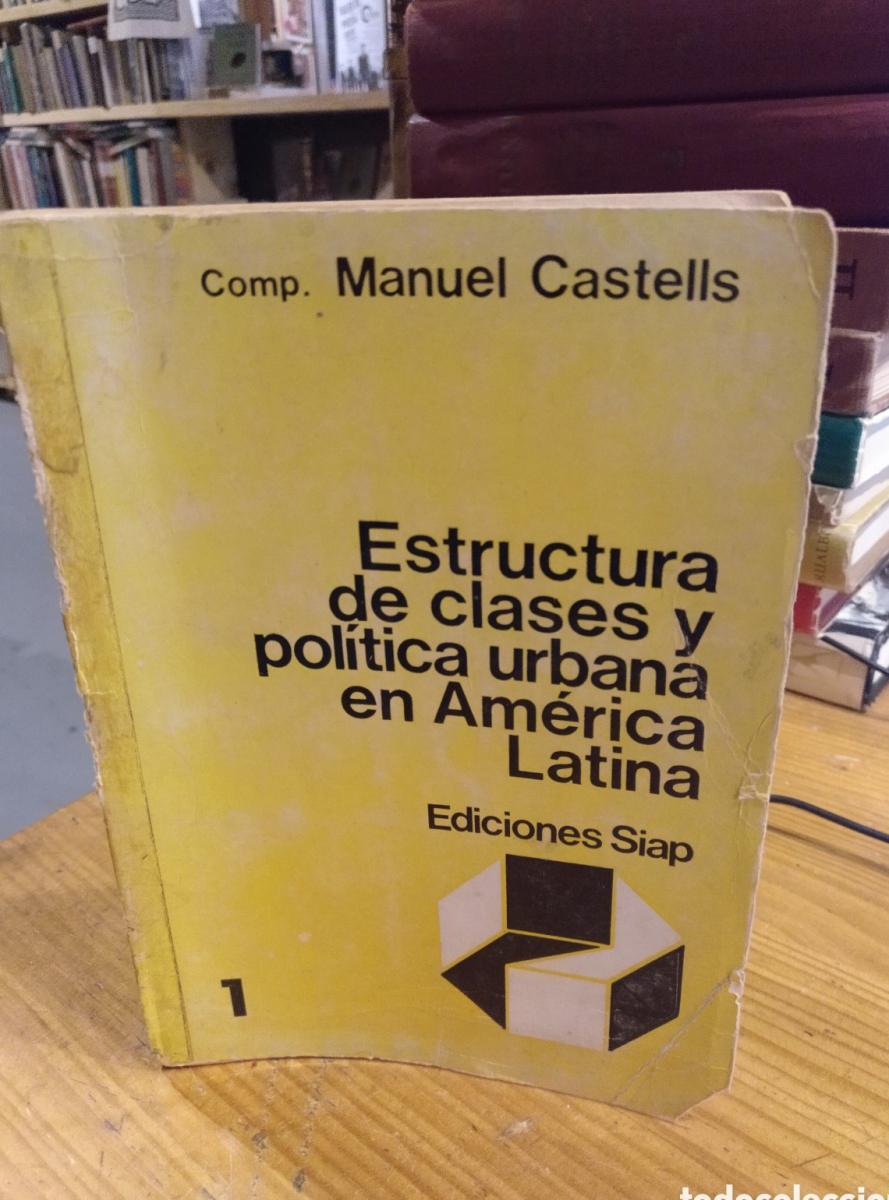 Comp. Manuel Castells
Estructura
de clases y
política urbana
en América
Latina
Ediciones Siap
1